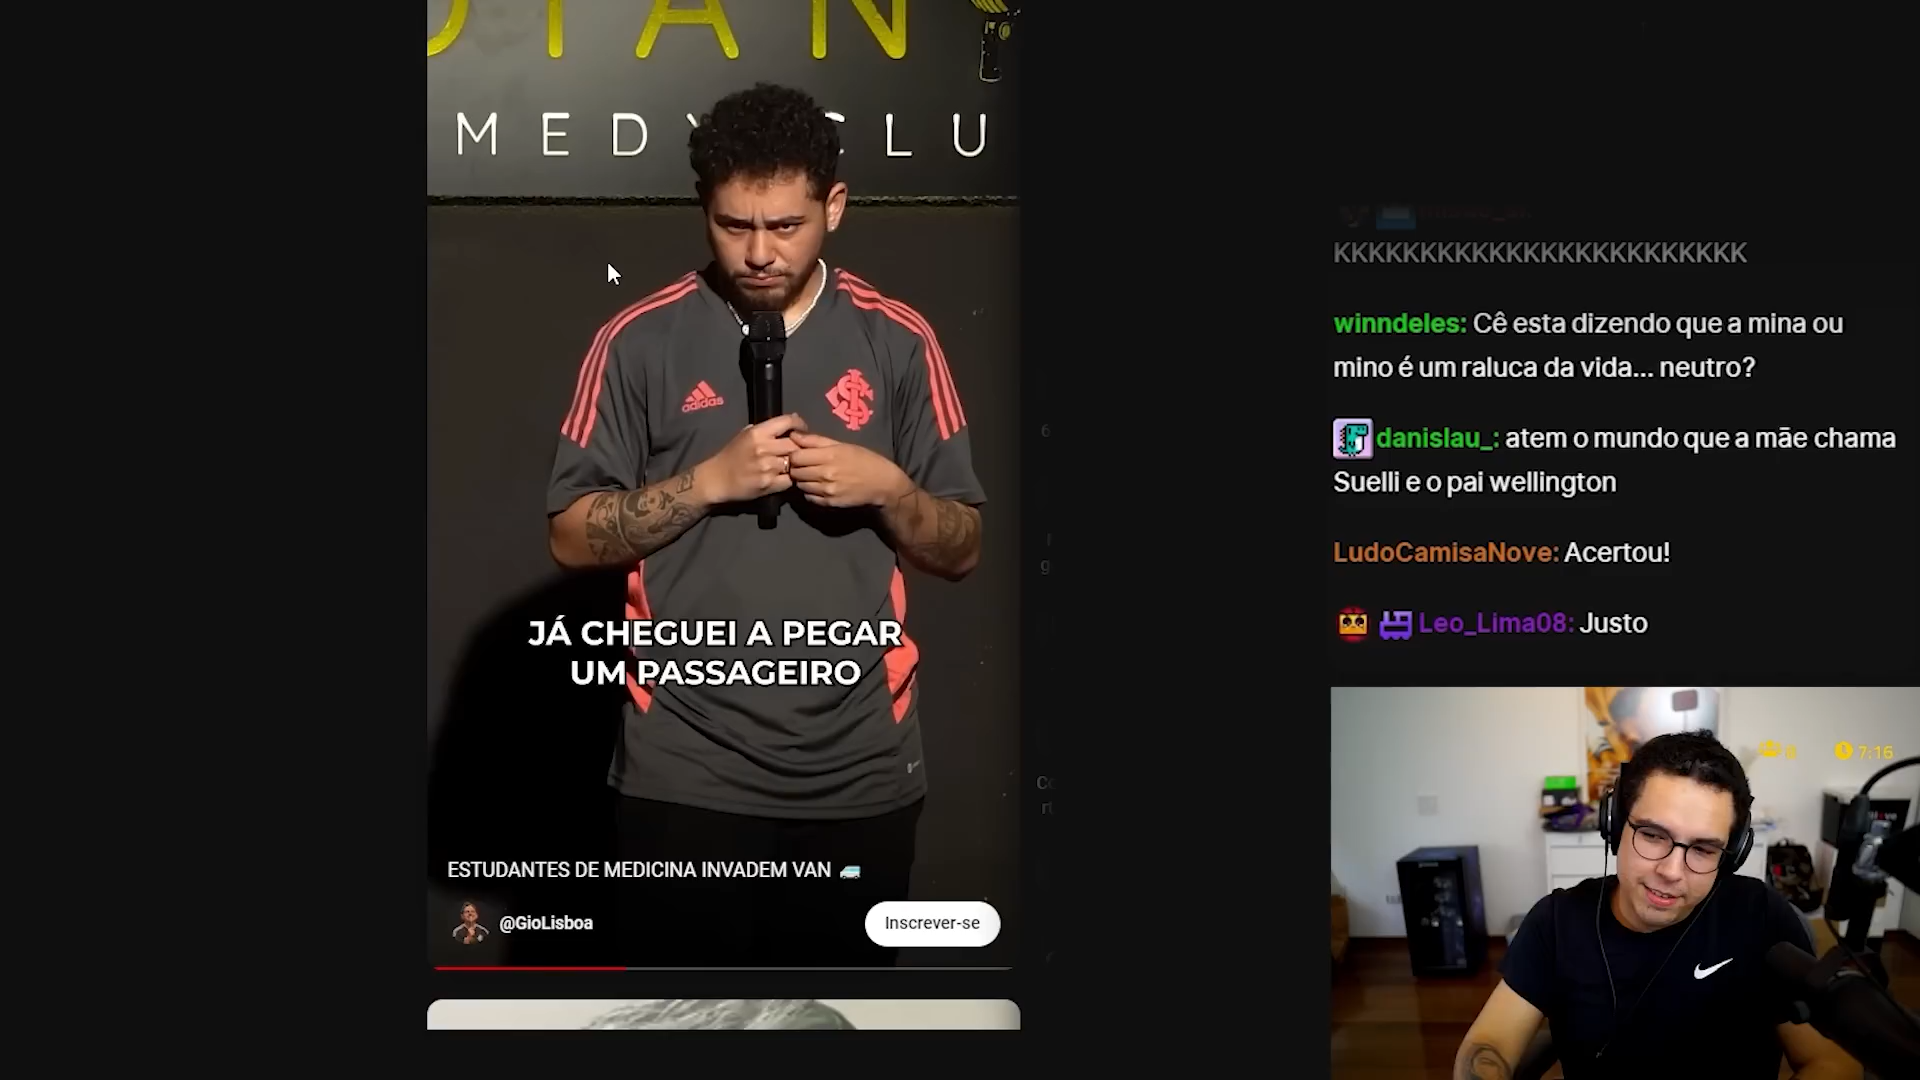 MEDY CLU
adidas
JÁ CHEGUEI A PEGAR
UM PASSAGEIRO
ESTUDANTES DE MEDICINA INVADEM VAN
@GioLisboa
Inscrever-se
KKKKKKKKKKKKKKKKKKKKKKKK
winndeles: Cê esta dizendo que a mina ou
mino é um raluca da vida... neutro?
danislau_: atem o mundo que a mãe chama
Suelli e o pai wellington
LudoCamisaNove: Acertou!
Leo_Lima08: Justo
7:16